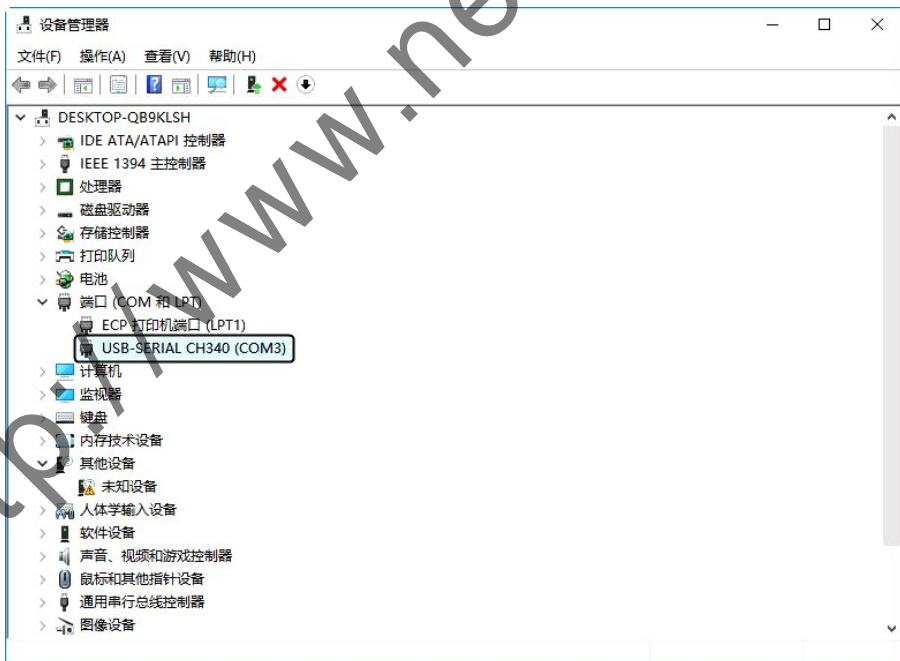 设备管理器
文件(F) 操作(A) 查看(V) 帮助(H)
DESKTOP-QB9KLSH
IDE ATA/ATAPI 控制器
IEEE 1394 主控制器
处理器
磁盘驱动器
存储控制器
打印队列
电池
端口 (COM 和 LPT)
ECP 打印机端口 (LPT1)
USB-SERIAL CH340 (COM3)
计算机
监视器
键盘
内存技术设备
其他设备
未知设备
人体学输入设备
软件设备
声音、视频和游戏控制器
鼠标和其他指针设备
通用串行总线控制器
图像设备
tp://www.ne